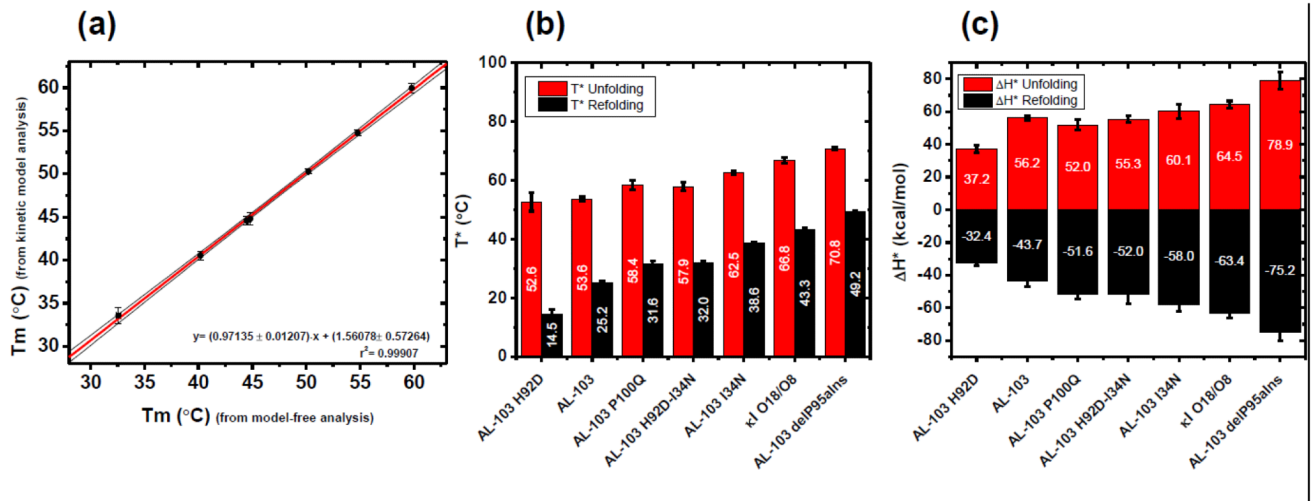 (a)
Tm (°C) (from kinetic model analysis)
60
55
50
45
40
35
30
y= (0.97135 ± 0.01207)·x + (1.56078± 0.57264)
r²= 0.99907
30 35 40 45 50 55 60
Tm (°C) (from model-free analysis)
(b)
T* (°C)
100
80
60
40
20
0
T* Unfolding
T* Refolding
52.6 14.5 53.6 25.2 58.4 31.6 57.9 32.0 62.5 38.6 66.8 43.3 70.8 49.2
AL-103 H92D
AL-103
AL-103 P100Q
AL-103 H92D-I34N
AL-103 I34N
κI O18/O8
AL-103 delP95aIns
(c)
ΔH* (kcal/mol)
80
60
40
20
0
-20
-40
-60
-80
ΔH* Unfolding
ΔH* Refolding
37.2 56.2 52.0 55.3 60.1 64.5 78.9
-32.4 -43.7 -51.6 -52.0 -58.0 -63.4 -75.2
AL-103 H92D
AL-103
AL-103 P100Q
AL-103 H92D-I34N
AL-103 I34N
κI O18/O8
AL-103 delP95aIns